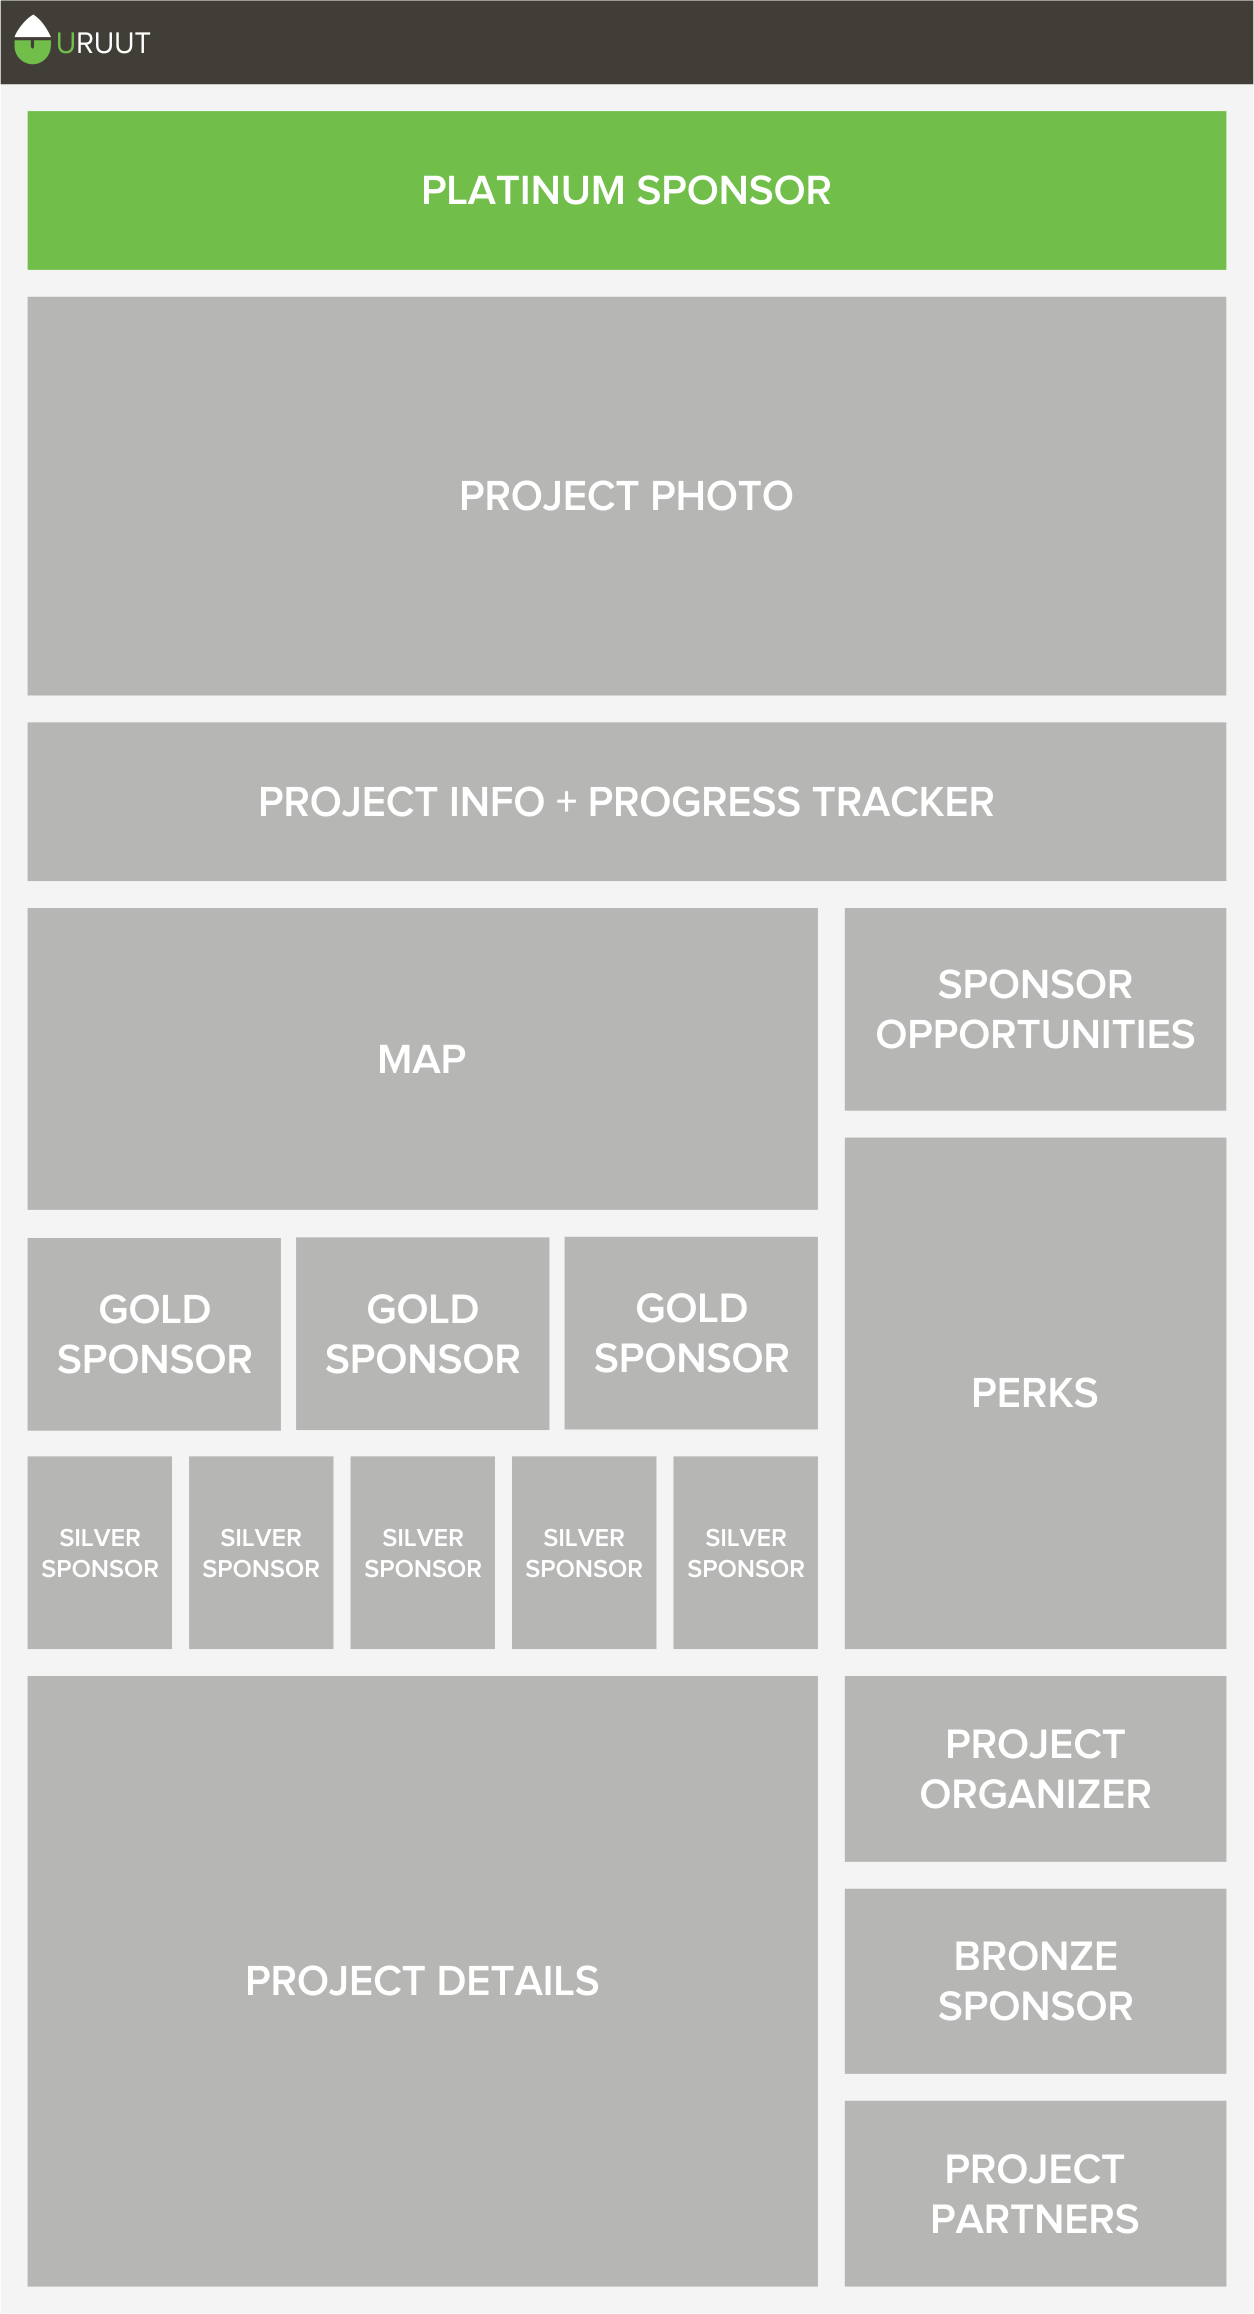 URUUT
PLATINUM SPONSOR
PROJECT PHOTO
PROJECT INFO + PROGRESS TRACKER
MAP
SPONSOR
OPPORTUNITIES
GOLD
SPONSOR
GOLD
SPONSOR
GOLD
SPONSOR
PERKS
SILVER
SPONSOR
SILVER
SPONSOR
SILVER
SPONSOR
SILVER
SPONSOR
SILVER
SPONSOR
PROJECT DETAILS
PROJECT
ORGANIZER
BRONZE
SPONSOR
PROJECT
PARTNERS